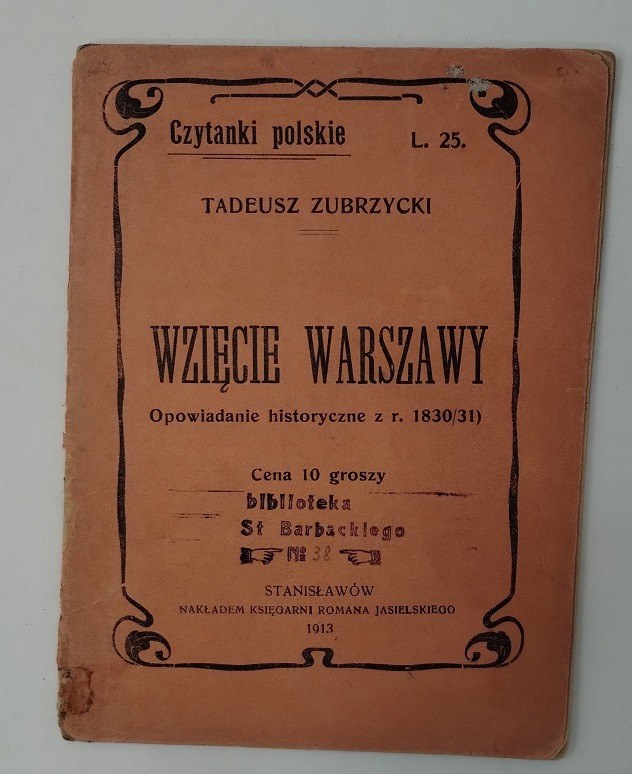 Czytanki polskie L. 25.
TADEUSZ ZUBRZYCKI
WZIĘCIE WARSZAWY
Opowiadanie historyczne z r. 1830/31)
Cena 10 groszy
biblioteka
St Barbackiego
№ 38
STANISŁAWÓW
NAKŁADEM KSIĘGARNI ROMANA JASIELSKIEGO
1913